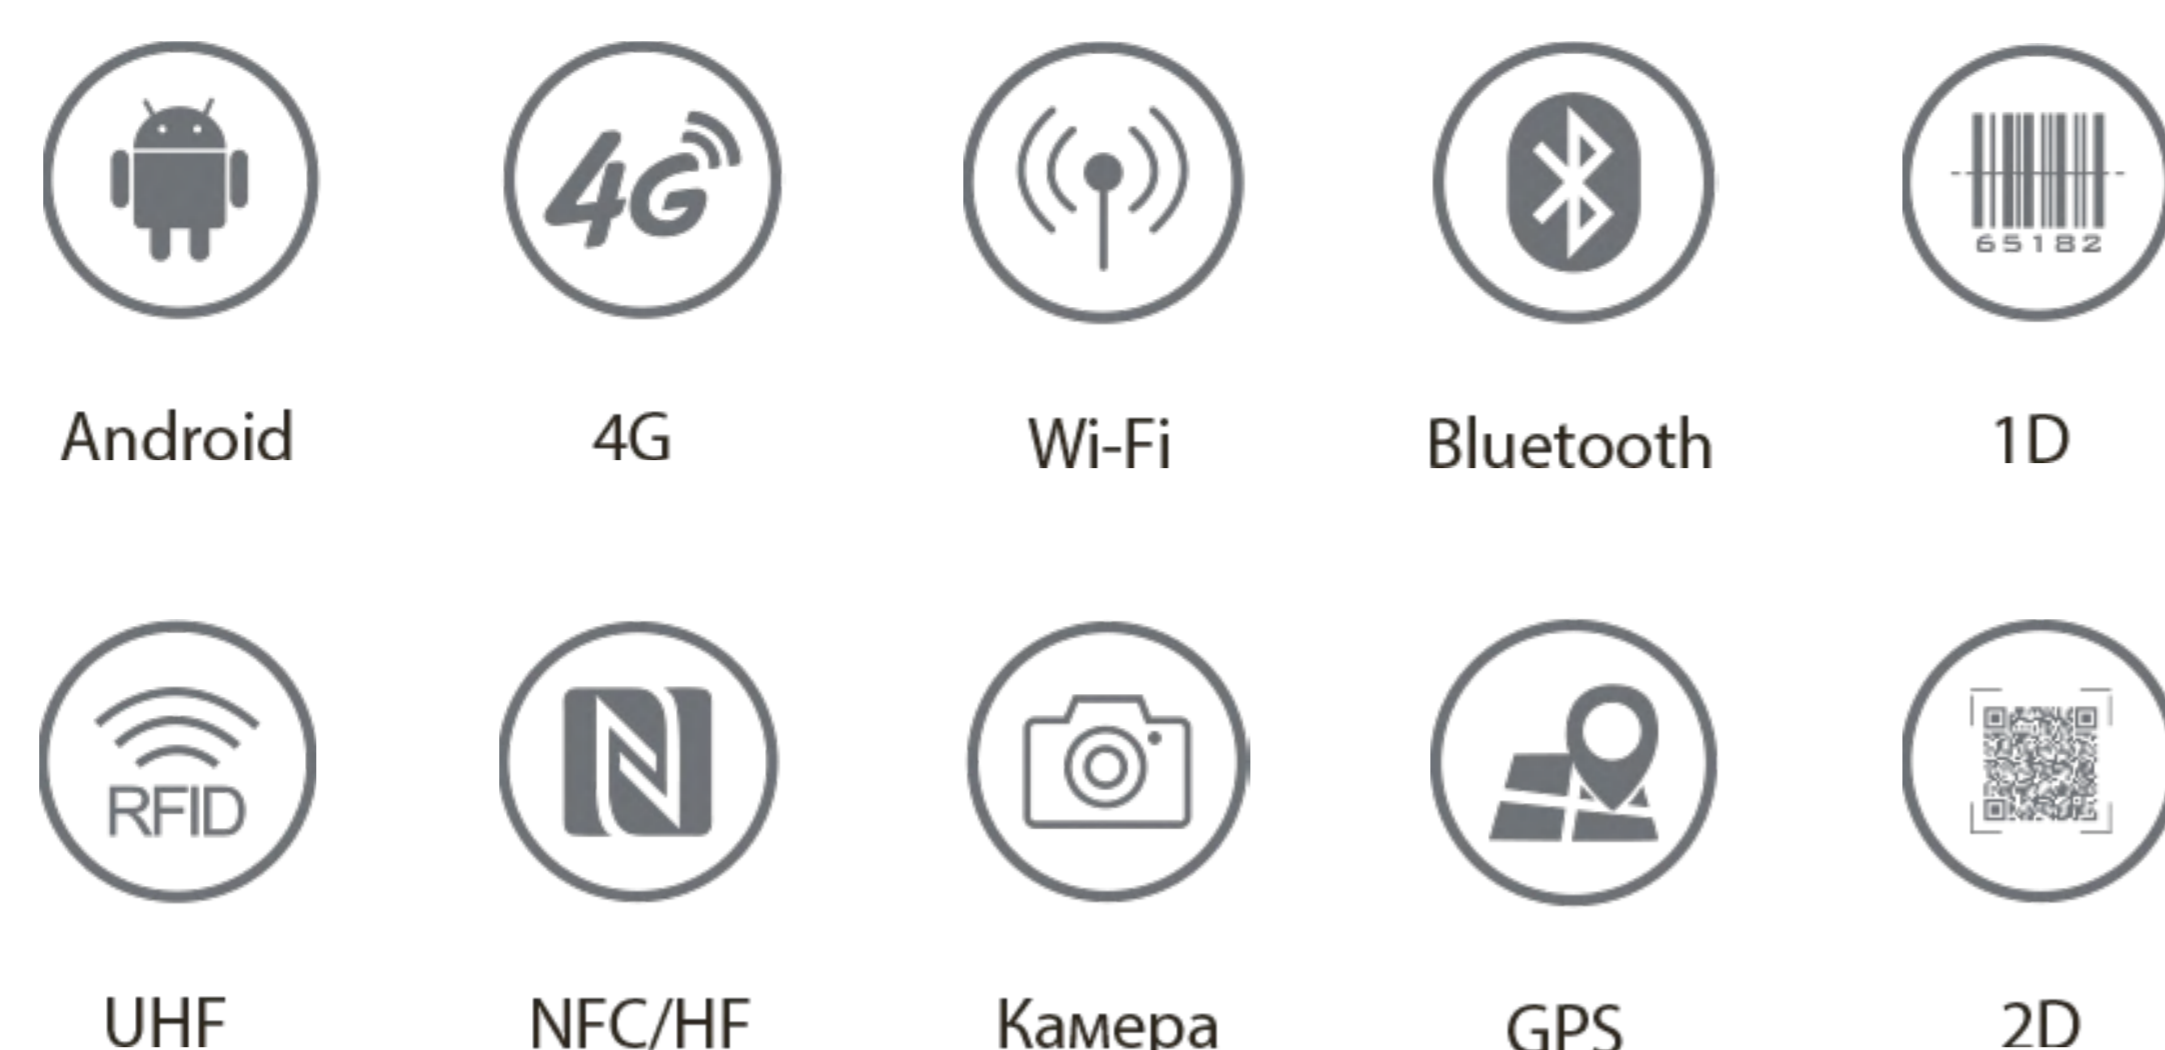 4G
65182
Android
4G
Wi-Fi
Bluetooth
1D
RFID
UHF
NFC/HF
Камера
GPS
2D